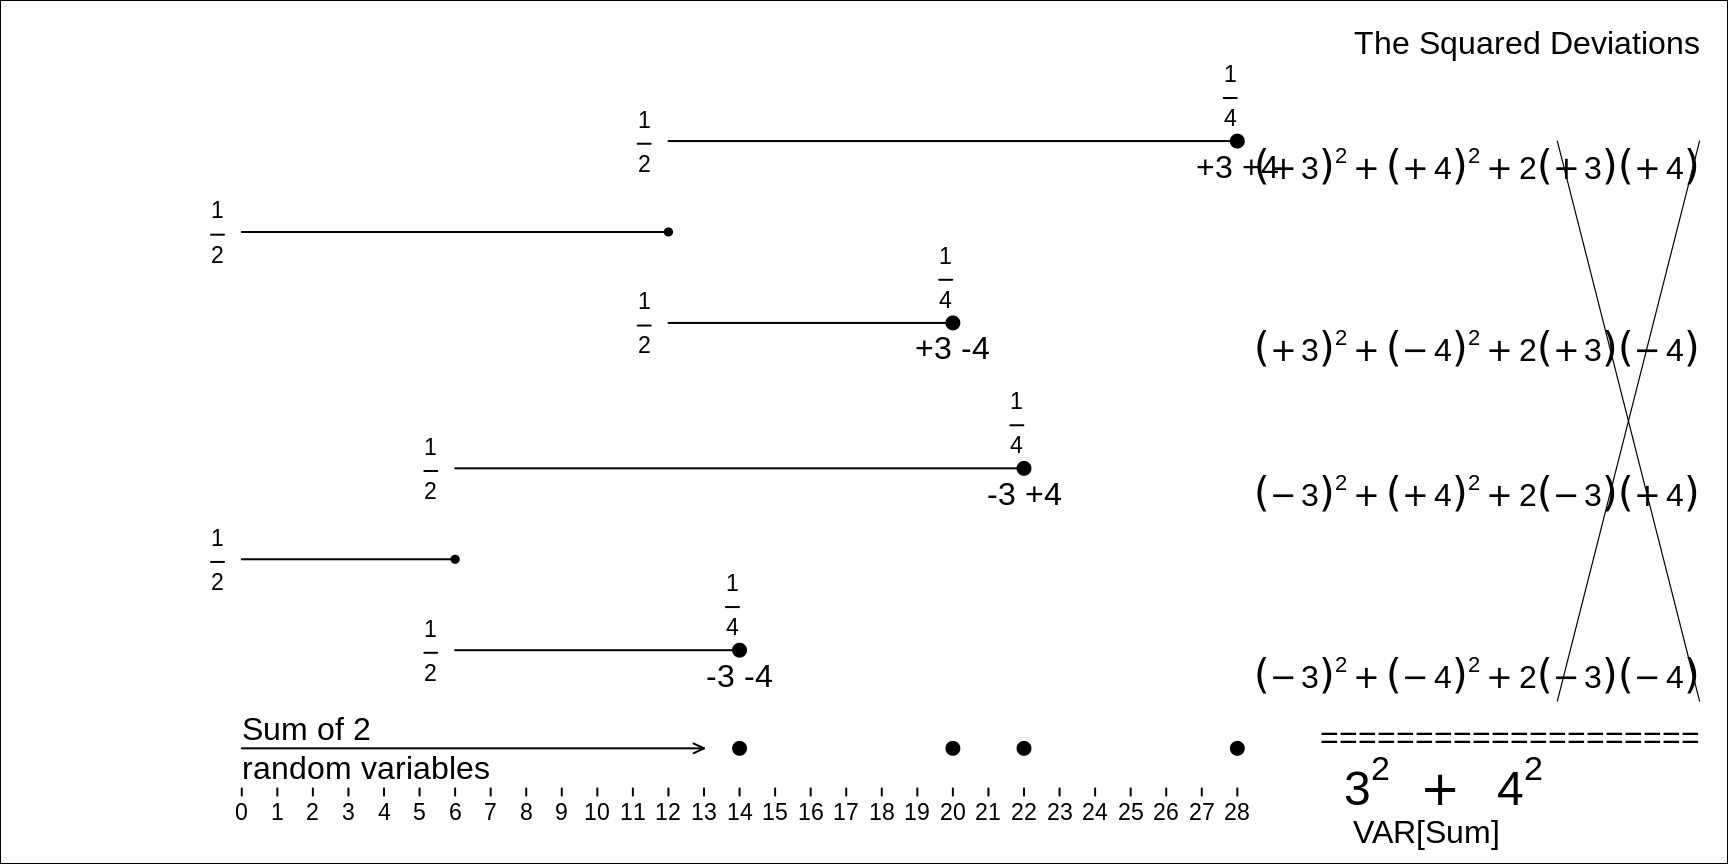 The Squared Deviations
1/4
1/2
+3 +4
(+3)² + (+4)² + 2(+3)(+4)
1/2
1/4
1/2
+3 -4
(+3)² + (−4)² + 2(+3)(−4)
1/4
1/2
-3 +4
(−3)² + (+4)² + 2(−3)(+4)
1/2
1/4
1/2
-3 -4
(−3)² + (−4)² + 2(−3)(−4)
Sum of 2
random variables
====================
3² + 4²
VAR[Sum]
0 1 2 3 4 5 6 7 8 9 10 11 12 13 14 15 16 17 18 19 20 21 22 23 24 25 26 27 28